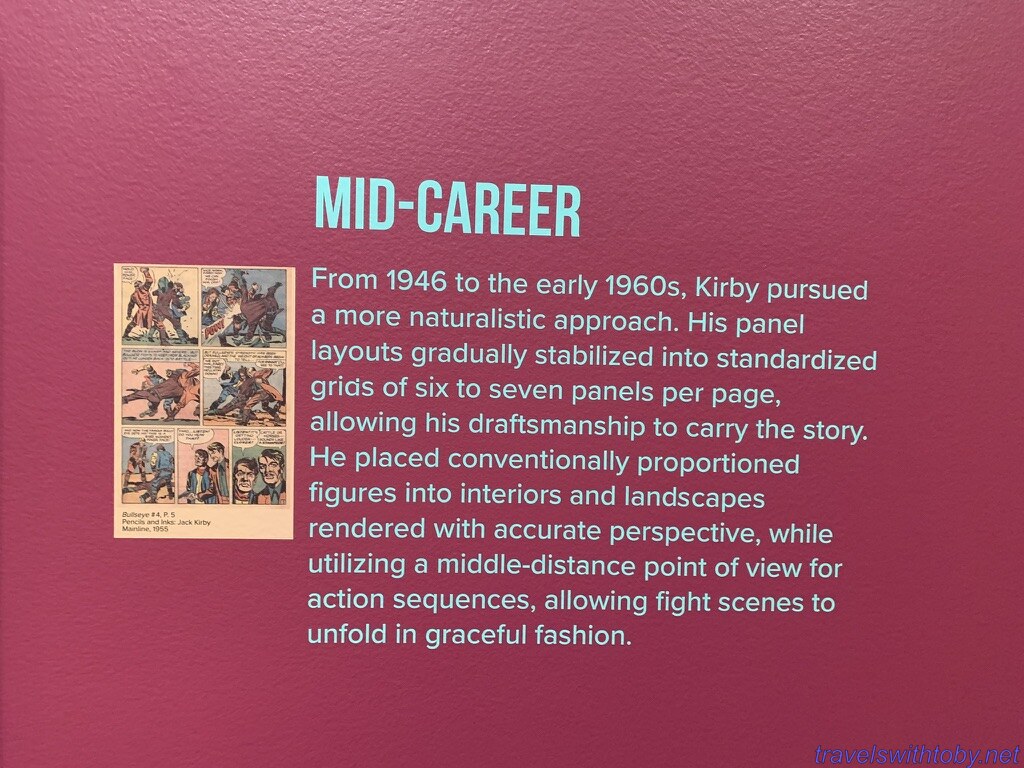 MID-CAREER
From 1946 to the early 1960s, Kirby pursued
a more naturalistic approach. His panel
layouts gradually stabilized into standardized
grids of six to seven panels per page,
allowing his draftsmanship to carry the story.
He placed conventionally proportioned
figures into interiors and landscapes
rendered with accurate perspective, while
utilizing a middle-distance point of view for
action sequences, allowing fight scenes to
unfold in graceful fashion.
Bullseye #4, P. 5
Pencils and Inks: Jack Kirby
Mainline, 1955
travelswithtoby.net